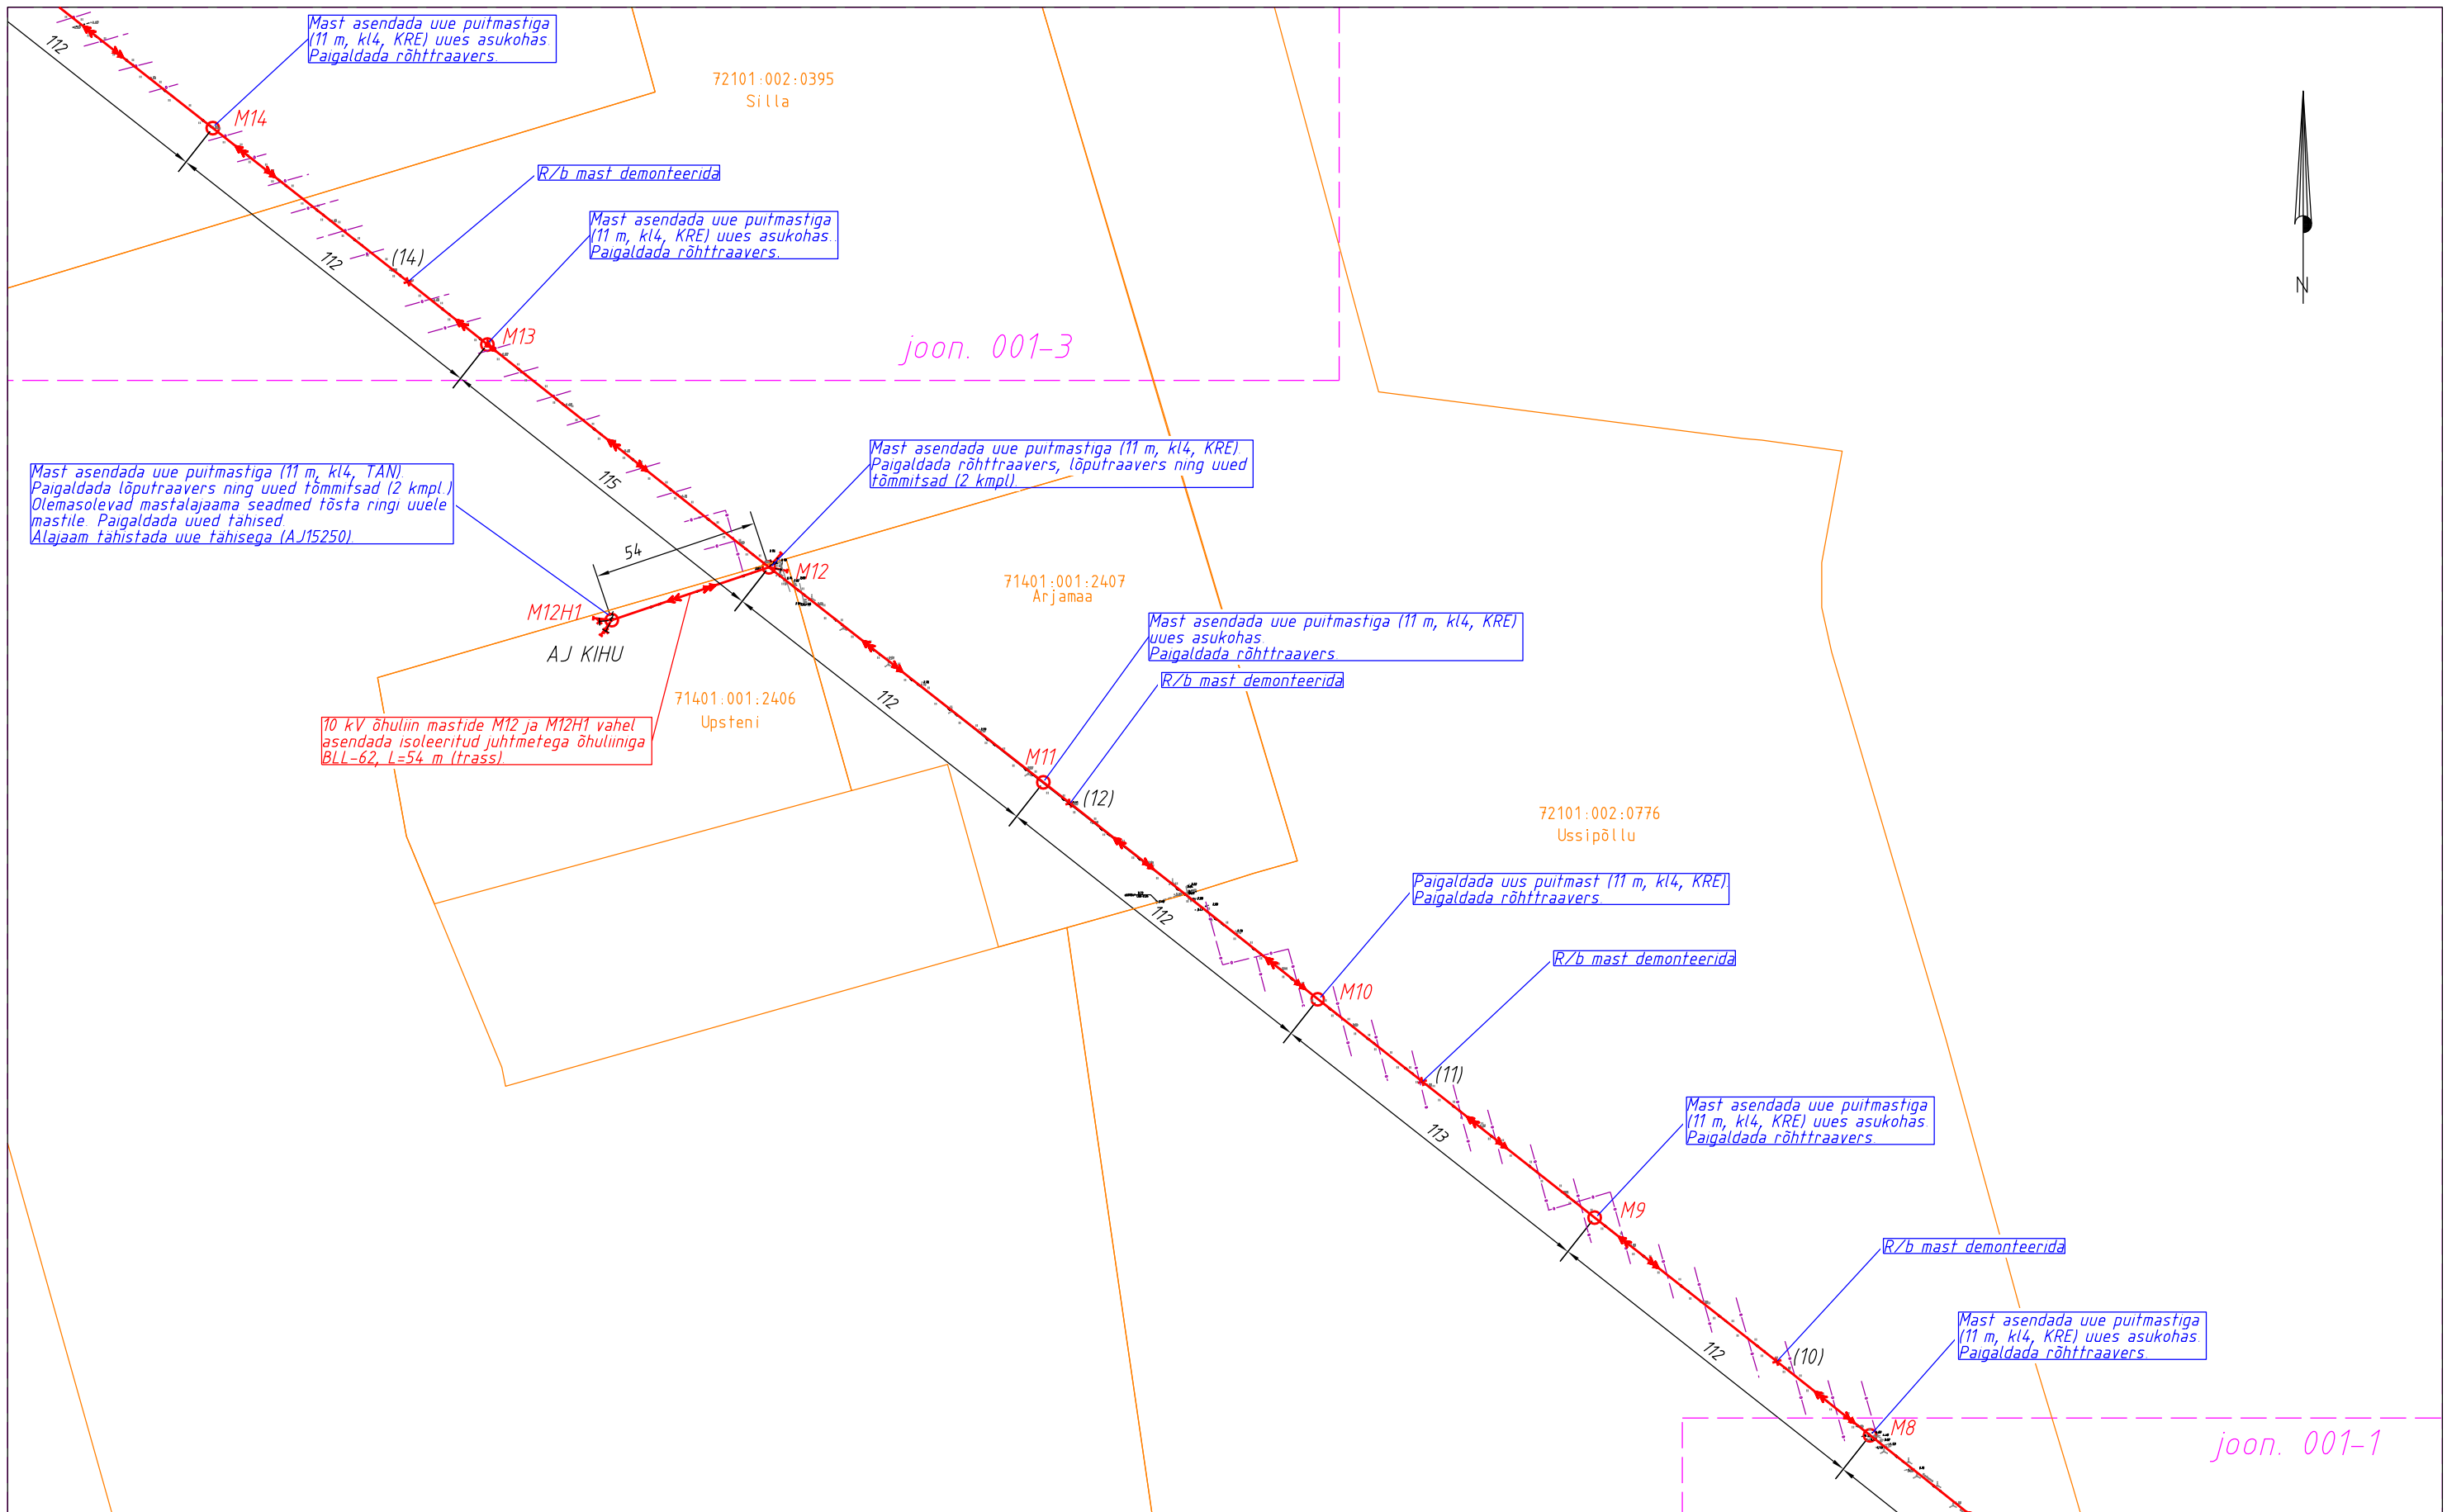 112
Mast asendada uue puitmastiga
(11 m, kl4, KRE) uues asukohas.
Paigaldada rõhttraavers.
M14
72101:002:0395
Silla
R/b mast demonteerida
Mast asendada uue puitmastiga
(11 m, kl4, KRE) uues asukohas.
Paigaldada rõhttraavers.
112
(14)
N
M13
joon. 001-3
Mast asendada uue puitmastiga (11 m, kl4, TAN).
Paigaldada lõputraavers ning uued tõmmitsad (2 kmpl.)
Olemasolevad mastalajaama seadmed tõsta ringi uuele
mastile. Paigaldada uued tähised.
Alajaam tähistada uue tähisega (AJ15250).
115
Mast asendada uue puitmastiga (11 m, kl4, KRE).
Paigaldada rõhttraavers, lõputraavers ning uued
tõmmitsad (2 kmpl).
54
M12
M12H1
AJ KIHU
71401:001:2407
Arjamaa
Mast asendada uue puitmastiga (11 m, kl4, KRE)
uues asukohas.
Paigaldada rõhttraavers.
R/b mast demonteerida
71401:001:2406
Upsteni
112
10 kV õhuliin mastide M12 ja M12H1 vahel
asendada isoleeritud juhtmetega õhuliiniga
BLL-62, L=54 m (trass).
M11
(12)
72101:002:0776
Ussipõllu
112
Paigaldada uus puitmast (11 m, kl4, KRE).
Paigaldada rõhttraavers.
R/b mast demonteerida
M10
(11)
113
Mast asendada uue puitmastiga
(11 m, kl4, KRE) uues asukohas.
Paigaldada rõhttraavers.
M9
R/b mast demonteerida
112
(10)
Mast asendada uue puitmastiga
(11 m, kl4, KRE) uues asukohas.
Paigaldada rõhttraavers.
M8
joon. 001-1